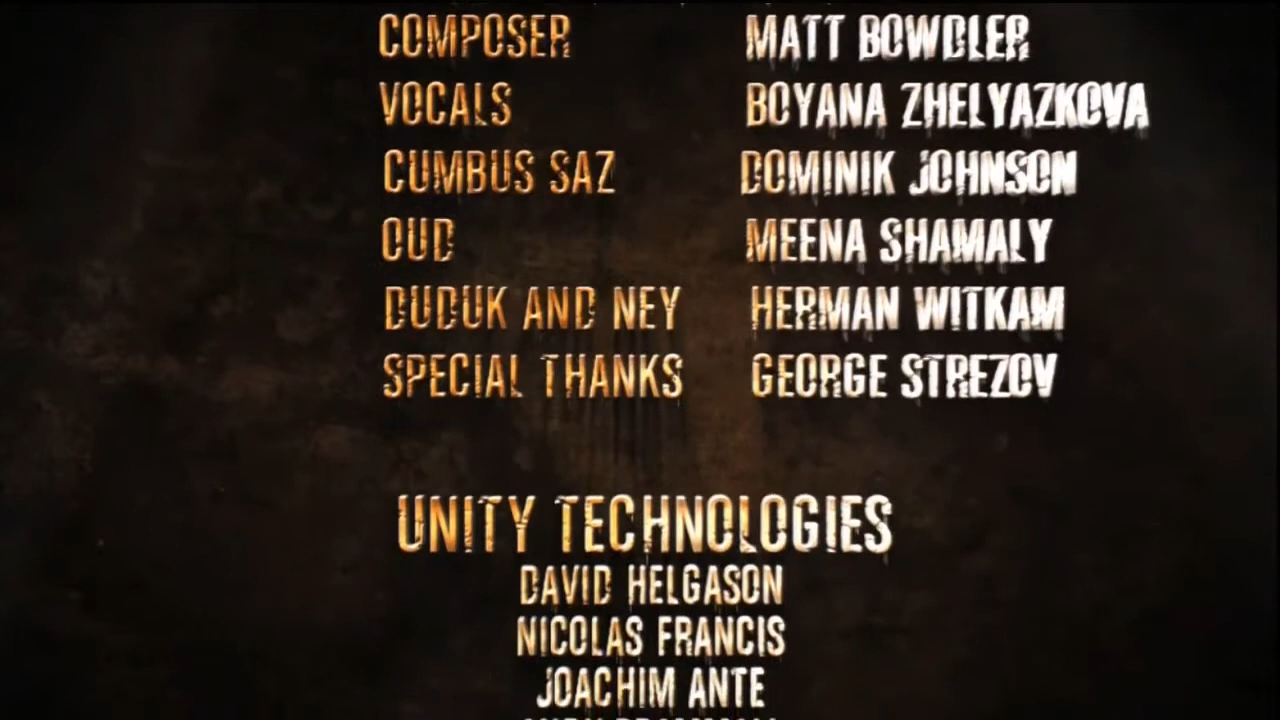 COMPOSER MATT BOWDLER
VOCALS BOYANA ZHELYAZKOVA
CUMBUS SAZ DOMINIK JOHNSON
OUD MEENA SHAMALY
DUDUK AND NEY HERMAN WITKAM
SPECIAL THANKS GEORGE STREZOV
UNITY TECHNOLOGIES
DAVID HELGASON
NICOLAS FRANCIS
JOACHIM ANTE